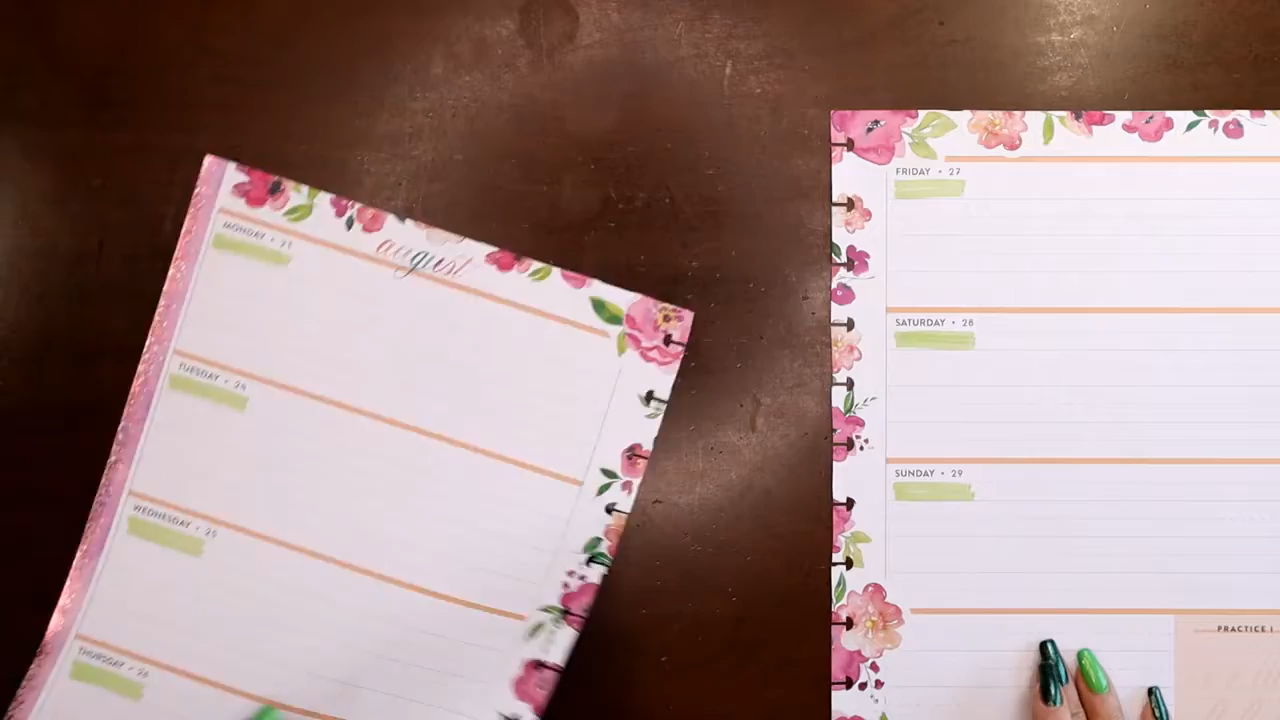 august
MONDAY • 23
TUESDAY • 24
WEDNESDAY • 25
THURSDAY • 26
FRIDAY • 27
SATURDAY • 28
SUNDAY • 29
PRACTICE